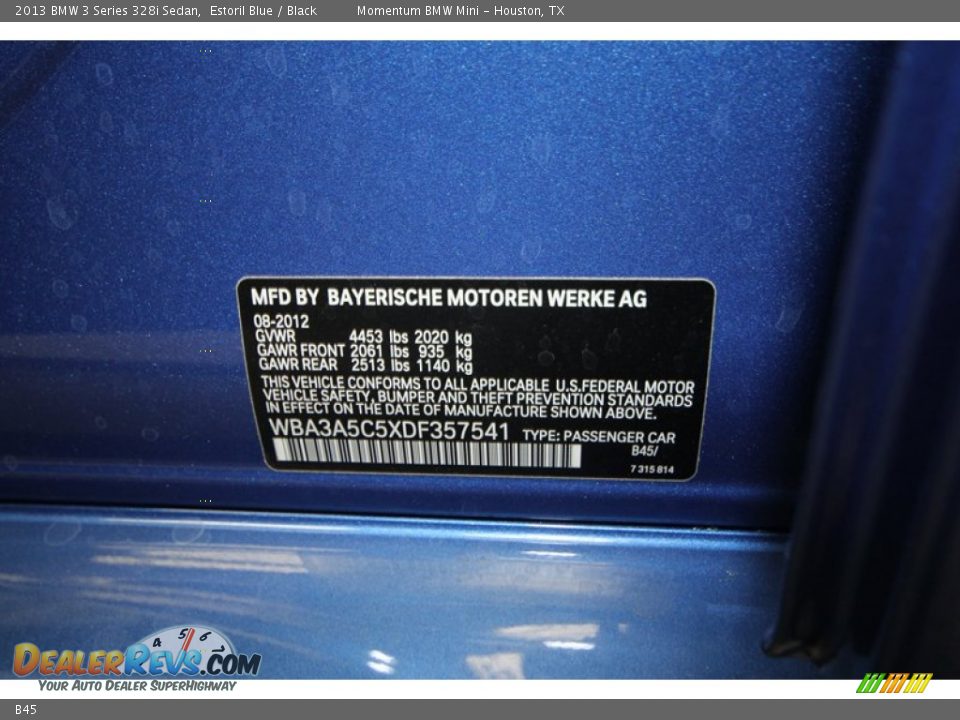 2013 BMW 3 Series 328i Sedan, Estoril Blue / Black Momentum BMW Mini - Houston, TX
MFD BY BAYERISCHE MOTOREN WERKE AG
08-2012
GVWR 4453 lbs 2020 kg
GAWR FRONT 2061 lbs 935 kg
GAWR REAR 2513 lbs 1140 kg
THIS VEHICLE CONFORMS TO ALL APPLICABLE U.S.FEDERAL MOTOR
VEHICLE SAFETY, BUMPER AND THEFT PREVENTION STANDARDS
IN EFFECT ON THE DATE OF MANUFACTURE SHOWN ABOVE.
WBA3A5C5XDF357541 TYPE: PASSENGER CAR
B45/
7 315 814
4 5 6 7
DEALERREVS.COM
YOUR AUTO DEALER SUPERHIGHWAY
B45